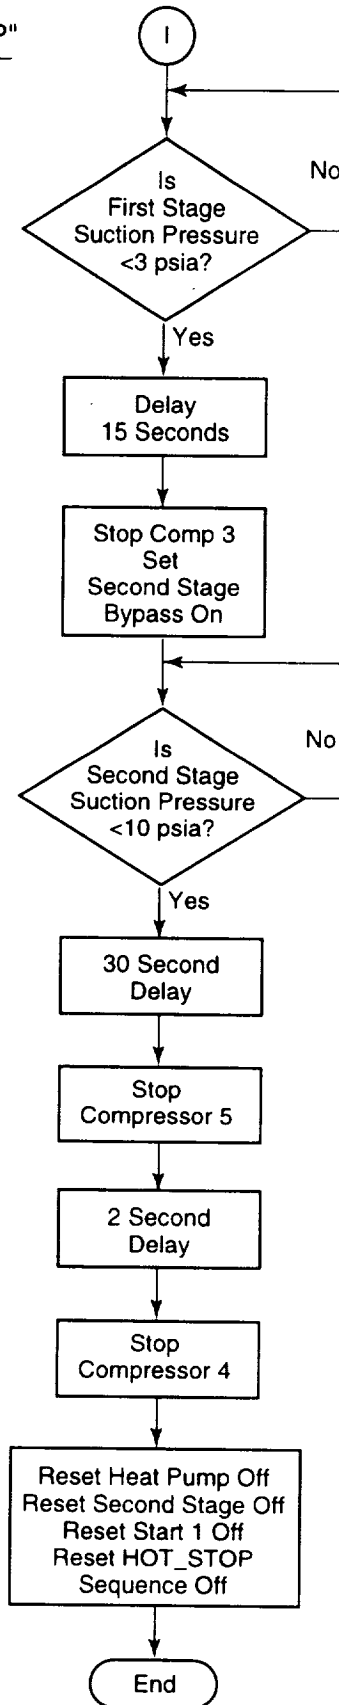 P"
I
Is
First Stage
Suction Pressure
<3 psia?
No
Yes
Delay
15 Seconds
Stop Comp 3
Set
Second Stage
Bypass On
Is
Second Stage
Suction Pressure
<10 psia?
No
Yes
30 Second
Delay
Stop
Compressor 5
2 Second
Delay
Stop
Compressor 4
Reset Heat Pump Off
Reset Second Stage Off
Reset Start 1 Off
Reset HOT_STOP
Sequence Off
End